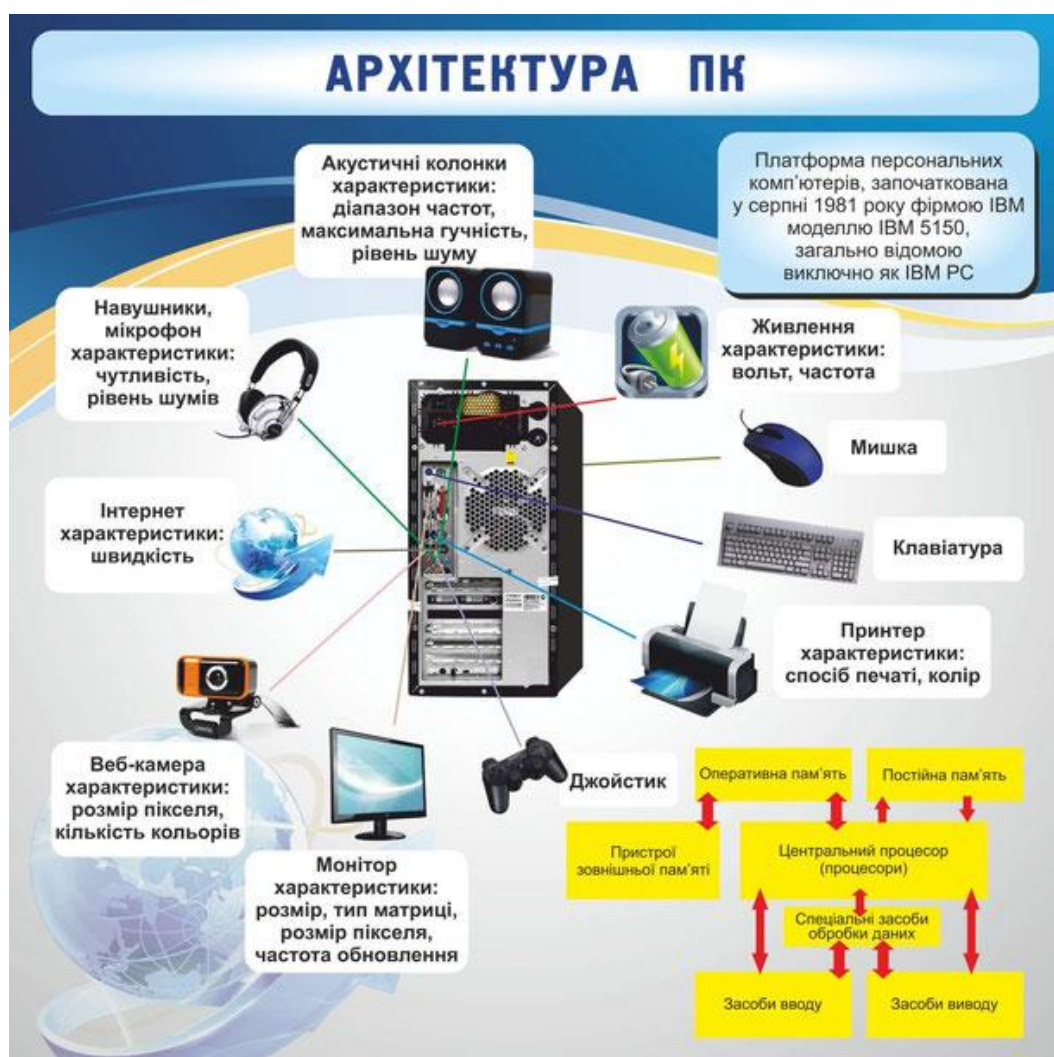 АРХІТЕКТУРА ПК
Акустичні колонки
характеристики:
діапазон частот,
максимальна гучність,
рівень шуму
Платформа персональних
комп'ютерів, започаткована
у серпні 1981 року фірмою ІВМ
моделлю ІВМ 5150,
загально відомою
виключно як ІВМ РС
Навушники,
мікрофон
характеристики:
чутливість,
рівень шумів
Живлення
характеристики:
вольт, частота
Мишка
Інтернет
характеристики:
швидкість
Клавіатура
Принтер
характеристики:
спосіб печаті, колір
Веб-камера
характеристики:
розмір пікселя,
кількість кольорів
Джойстик
Монітор
характеристики:
розмір, тип матриці,
розмір пікселя,
частота обновлення
Оперативна пам'ять
Постійна пам'ять
Пристрої
зовнішньої пам'яті
Центральний процесор
(процесори)
Спеціальні засоби
обробки даних
Засоби вводу
Засоби виводу